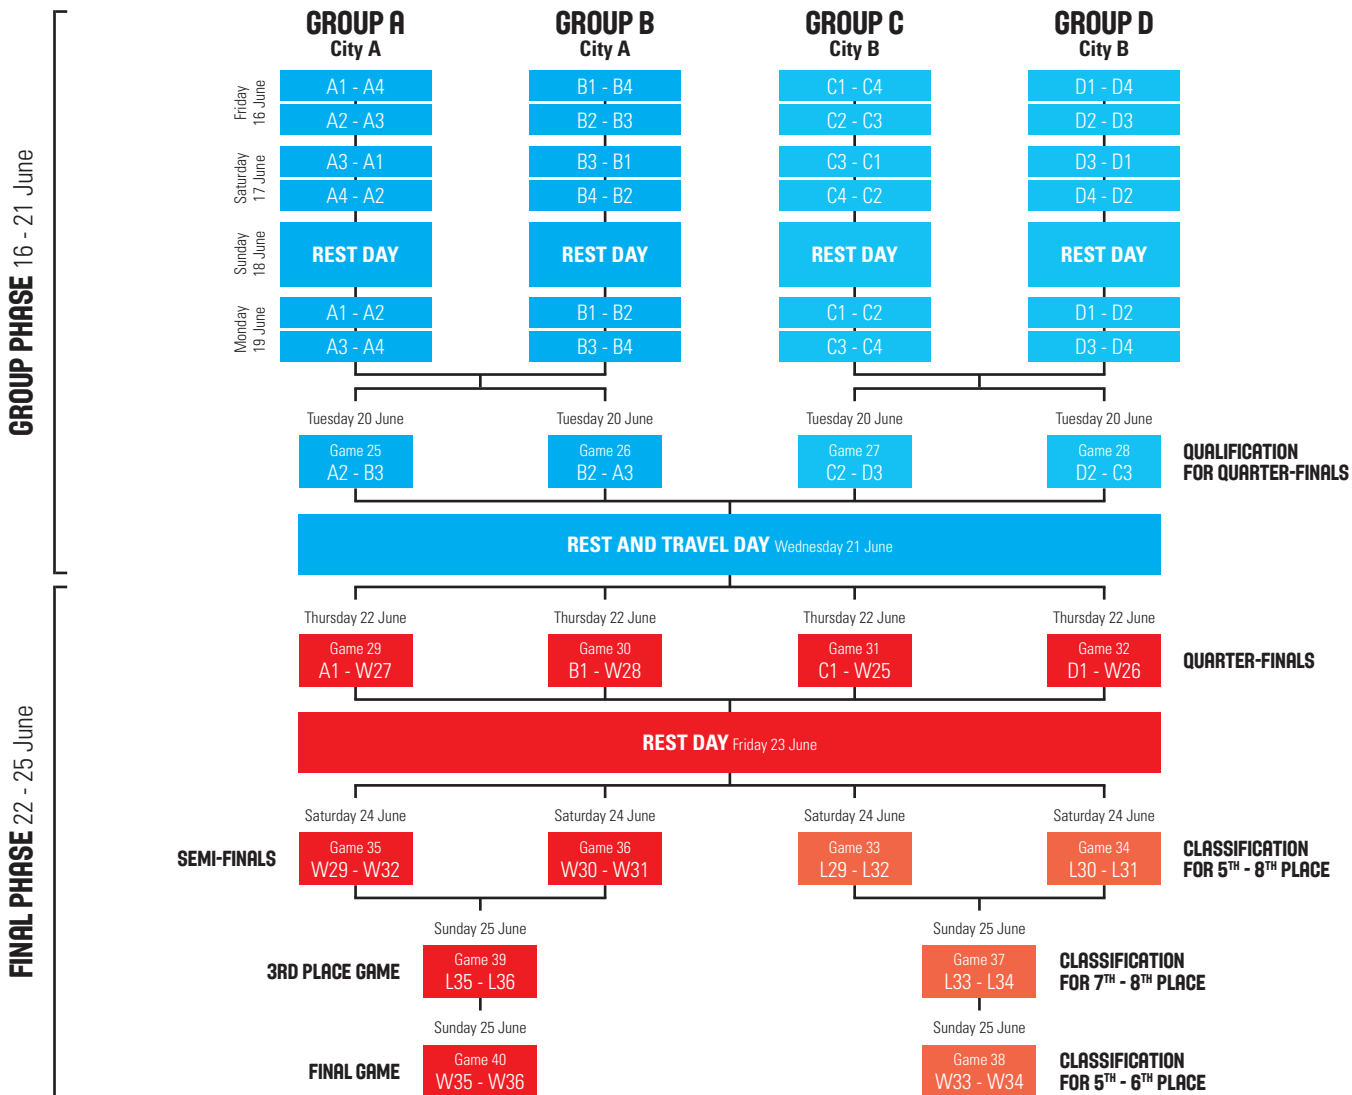 GROUP PHASE 16 - 21 June
GROUP A
City A
GROUP B
City A
GROUP C
City B
GROUP D
City B
Friday
16 June
A1 - A4
B1 - B4
C1 - C4
D1 - D4
A2 - A3
B2 - B3
C2 - C3
D2 - D3
Saturday
17 June
A3 - A1
B3 - B1
C3 - C1
D3 - D1
A4 - A2
B4 - B2
C4 - C2
D4 - D2
Sunday
18 June
REST DAY
REST DAY
REST DAY
REST DAY
Monday
19 June
A1 - A2
B1 - B2
C1 - C2
D1 - D2
A3 - A4
B3 - B4
C3 - C4
D3 - D4
Tuesday 20 June
Tuesday 20 June
Tuesday 20 June
Tuesday 20 June
Game 25
A2 - B3
Game 26
B2 - A3
Game 27
C2 - D3
Game 28
D2 - C3
QUALIFICATION
FOR QUARTER-FINALS
REST AND TRAVEL DAY Wednesday 21 June
FINAL PHASE 22 - 25 June
Thursday 22 June
Thursday 22 June
Thursday 22 June
Thursday 22 June
Game 29
A1 - W27
Game 30
B1 - W28
Game 31
C1 - W25
Game 32
D1 - W26
QUARTER-FINALS
REST DAY Friday 23 June
Saturday 24 June
Saturday 24 June
Saturday 24 June
Saturday 24 June
SEMI-FINALS
Game 35
W29 - W32
Game 36
W30 - W31
Game 33
L29 - L32
Game 34
L30 - L31
CLASSIFICATION
FOR 5TH - 8TH PLACE
Sunday 25 June
Sunday 25 June
3RD PLACE GAME
Game 39
L35 - L36
Game 37
L33 - L34
CLASSIFICATION
FOR 7TH - 8TH PLACE
Sunday 25 June
Sunday 25 June
FINAL GAME
Game 40
W35 - W36
Game 38
W33 - W34
CLASSIFICATION
FOR 5TH - 6TH PLACE